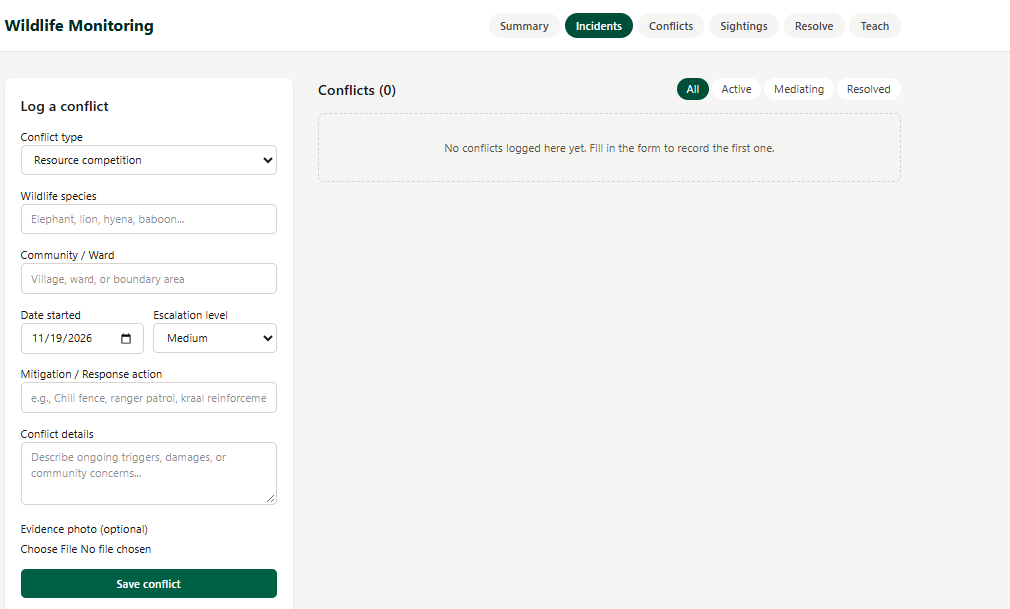 Wildlife Monitoring
Summary Incidents Conflicts Sightings Resolve Teach
Log a conflict
Conflict type
Resource competition
Wildlife species
Elephant, lion, hyena, baboon...
Community / Ward
Village, ward, or boundary area
Date started Escalation level
11/19/2026 Medium
Mitigation / Response action
e.g., Chili fence, ranger patrol, kraal reinforceme
Conflict details
Describe ongoing triggers, damages, or
community concerns...
Evidence photo (optional)
Choose File No file chosen
Save conflict
Conflicts (0)
All Active Mediating Resolved
No conflicts logged here yet. Fill in the form to record the first one.